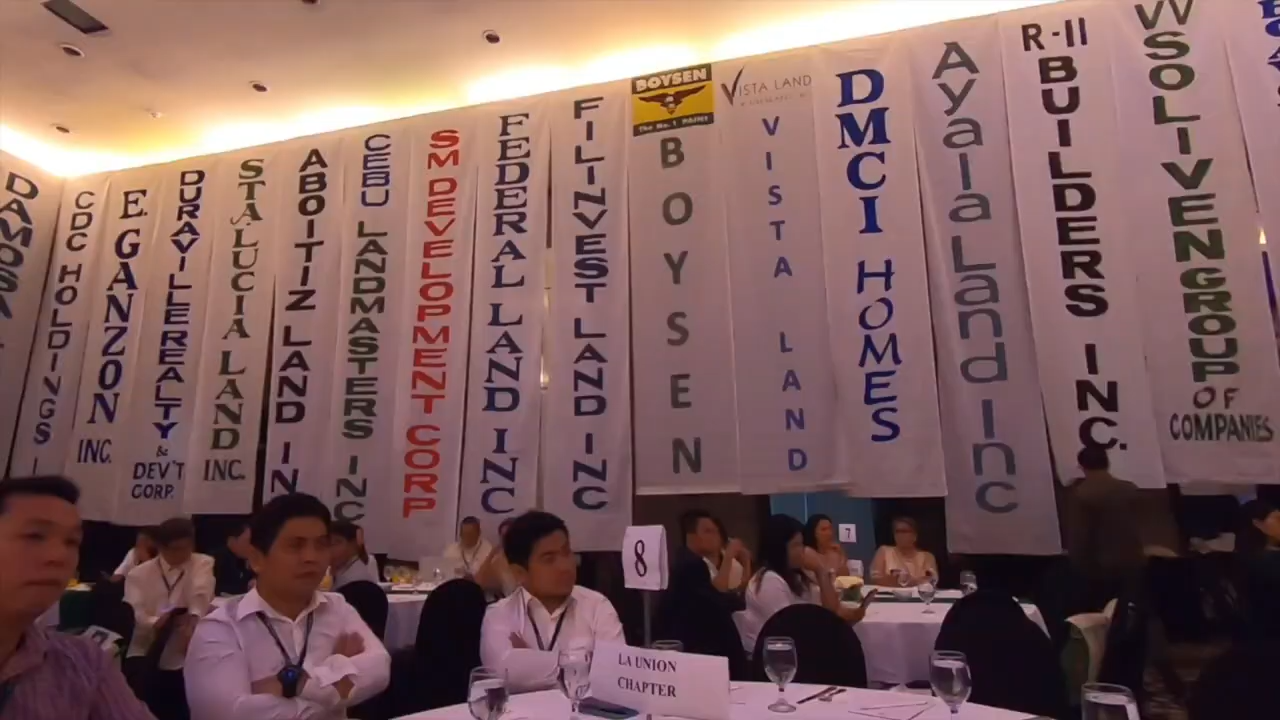 DAMOSA
CDC HOLDINGS
E. GANZON INC.
DURAVILLE REALTY & DEV'T CORP.
STA. LUCIA LAND INC.
ABOITIZ LAND IN
CEBU LANDMASTERS INC
SM DEVELOPMENT CORP
FEDERAL LAND INC
FILINVEST LAND INC
BOYSEN
The No. 1 PAINT
BOYSEN
VISTA LAND
VISTA LAND
DMCI HOMES
Ayala Land Inc
R-II BUILDERS INC.
SOLIVEN GROUP OF COMPANIES
8
7
LA UNION
CHAPTER